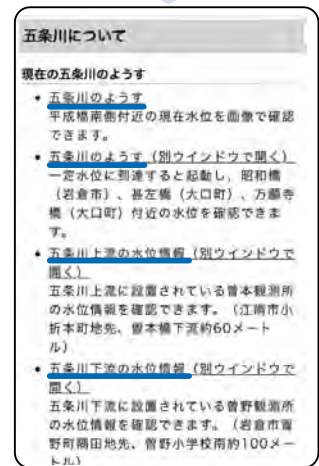 五条川について
現在の五条川のようす
• 五条川のようす
平成橋南側付近の現在水位を画像で確認
できます。
• 五条川のようす（別ウインドウで開く）
一定水位に到達すると起動し、昭和橋
（岩倉市）、甚左橋（大口町）、万願寺
橋（大口町）付近の水位を確認できま
す。
• 五条川上流の水位情報（別ウインドウで
開く）
五条川上流に設置されている曽本観測所
の水位情報を確認できます。（江南市小
折本町地先、曽本橋下流約60メート
ル）
• 五条川下流の水位情報（別ウインドウで
開く）
五条川下流に設置されている曽野観測所
の水位情報を確認できます。（岩倉市曽
野町隅田地先、曽野小学校南約100メー
トル）